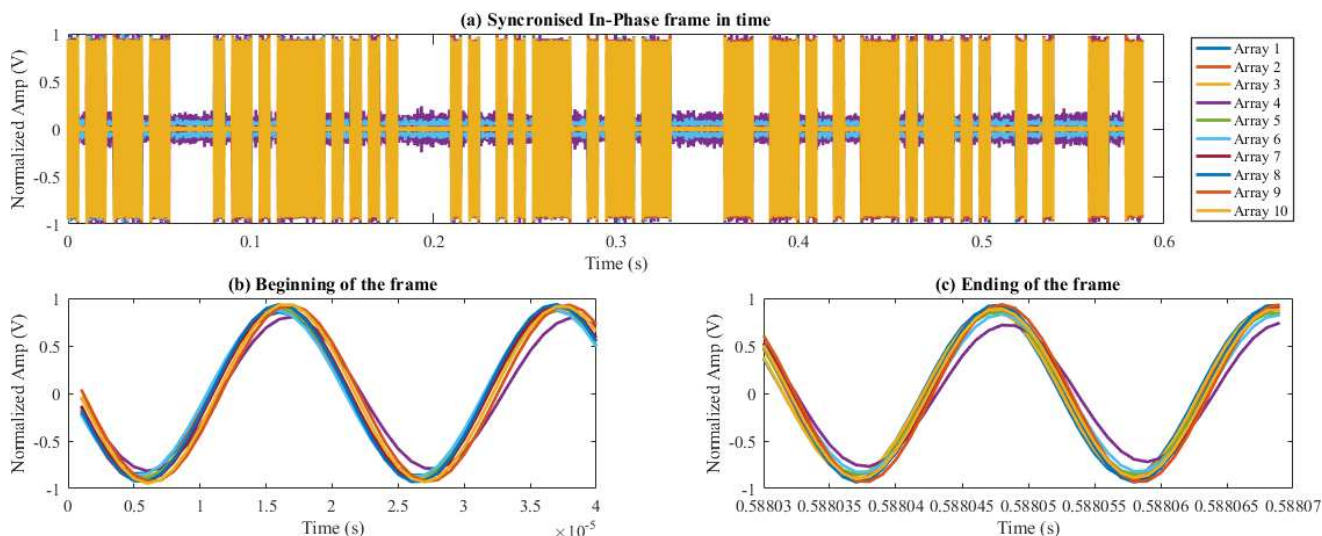 (a) Syncronised In-Phase frame in time
Normalized Amp (V)
1
0.5
0
-0.5
-1
0 0.1 0.2 0.3 0.4 0.5 0.6
Time (s)
Array 1
Array 2
Array 3
Array 4
Array 5
Array 6
Array 7
Array 8
Array 9
Array 10
(b) Beginning of the frame
Normalized Amp (V)
1
0.5
0
-0.5
-1
0 0.5 1 1.5 2 2.5 3 3.5 4
Time (s)
×10⁻⁵
(c) Ending of the frame
Normalized Amp (V)
1
0.5
0
-0.5
-1
0.58803 0.588035 0.58804 0.588045 0.58805 0.588055 0.58806 0.588065 0.58807
Time (s)